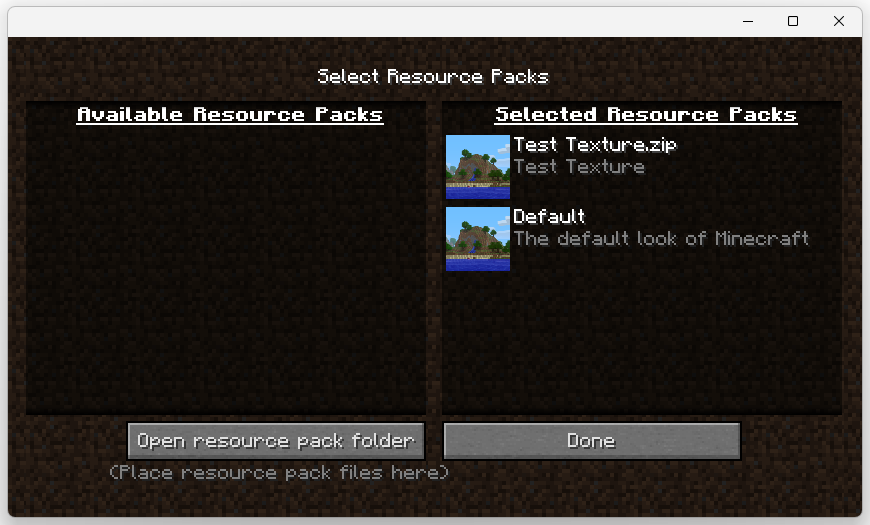 Select Resource Packs
Available Resource Packs
Selected Resource Packs
Test Texture.zip
Test Texture
Default
The default look of Minecraft
Open resource pack folder
Done
(Place resource pack files here)